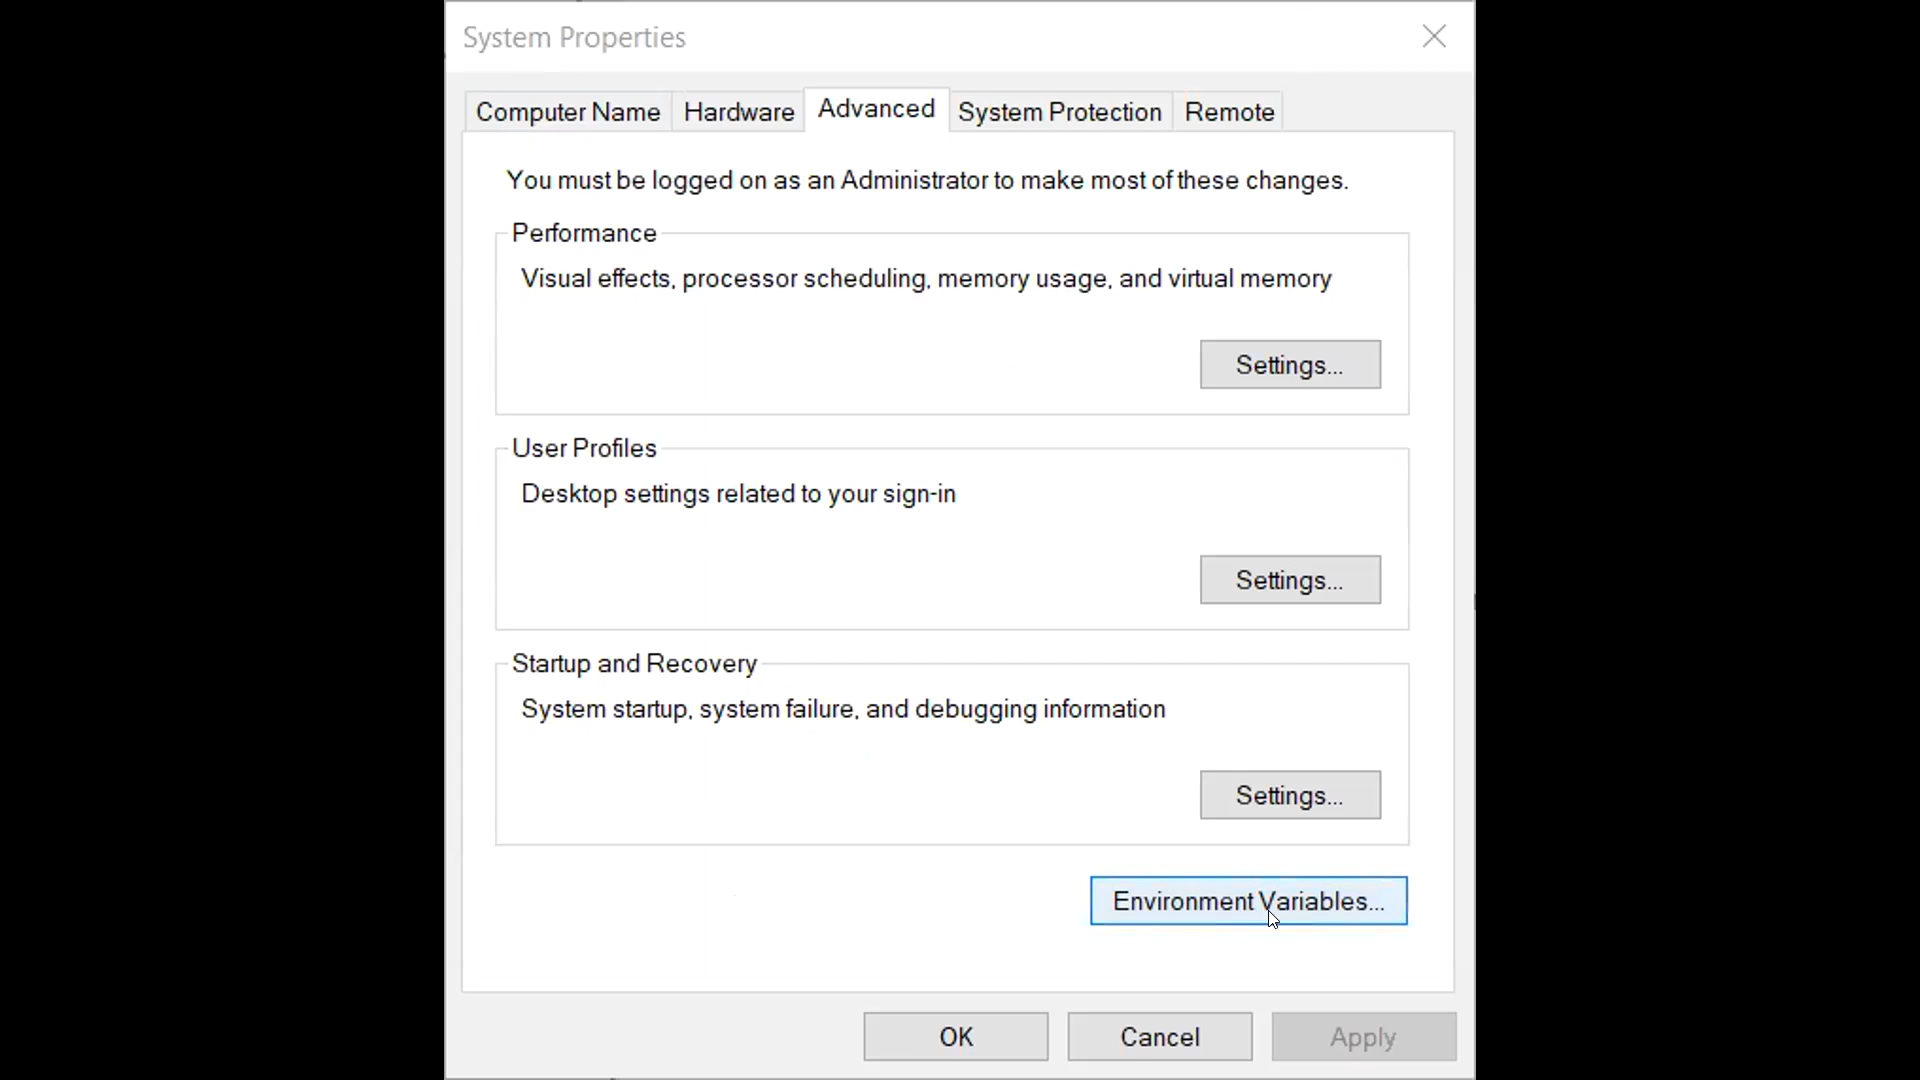 System Properties
Computer Name Hardware Advanced System Protection Remote
You must be logged on as an Administrator to make most of these changes.
Performance
Visual effects, processor scheduling, memory usage, and virtual memory
Settings...
User Profiles
Desktop settings related to your sign-in
Settings...
Startup and Recovery
System startup, system failure, and debugging information
Settings...
Environment Variables...
OK Cancel Apply